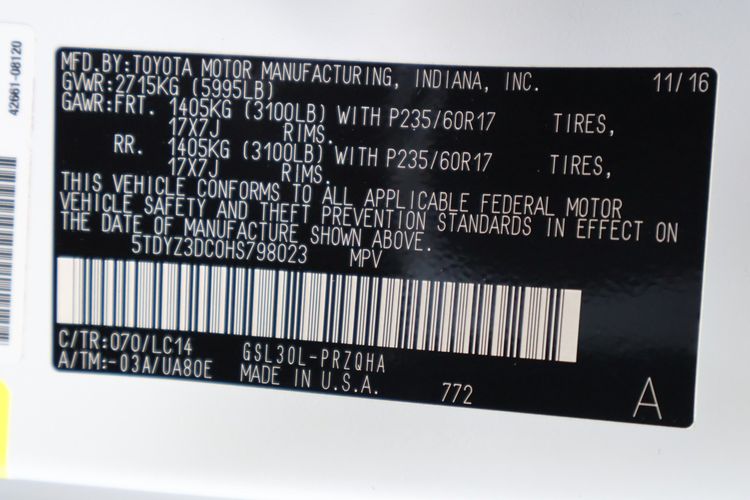 42661-08120
MFD.BY:TOYOTA MOTOR MANUFACTURING, INDIANA, INC. 11/16
GVWR:2715KG (5995LB)
GAWR:FRT. 1405KG (3100LB) WITH P235/60R17 TIRES,
17X7J RIMS.
RR. 1405KG (3100LB) WITH P235/60R17 TIRES,
17X7J RIMS.
THIS VEHICLE CONFORMS TO ALL APPLICABLE FEDERAL MOTOR
VEHICLE SAFETY AND THEFT PREVENTION STANDARDS IN EFFECT ON
THE DATE OF MANUFACTURE SHOWN ABOVE.
5TDYZ3DC0HS798023 MPV
C/TR:070/LC14 GSL30L-PRZQHA
A/TM:-03A/UA80E MADE IN U.S.A. 772
A